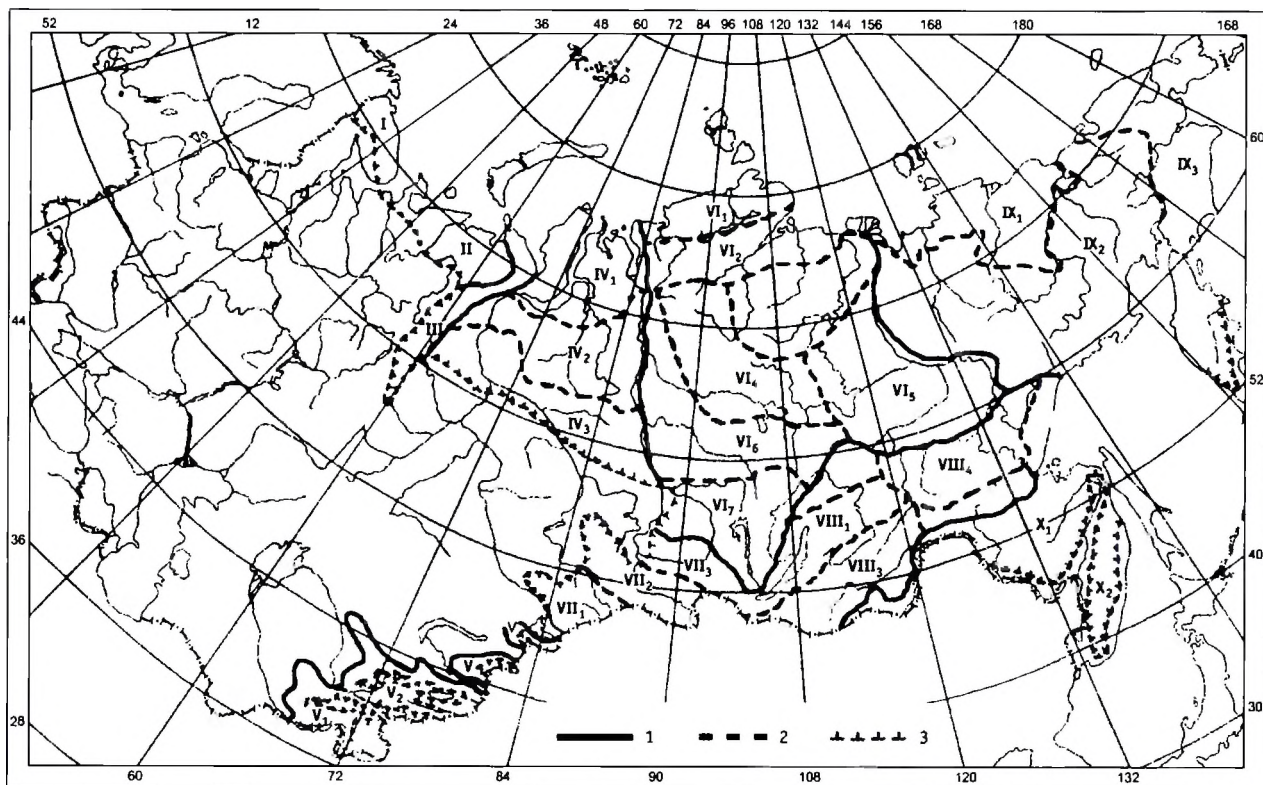 52 12 24 36 48 60 72 84 96 108 120 132 144 156 168 180 168
60
I
IX₃
VI₁
IX₁
II
VI₂
IV₁
IX₂
44
III
52
IV₂
VI₄
VI₅
IV₃
VI₆
VIII₄
VI₇
VIII₁
X₁
36
40
VII₃
VIII₃
VII₂
X₂
VII₁
V
V₂
V₁
28
30
1 2 3
60 72 84 90 108 120 132